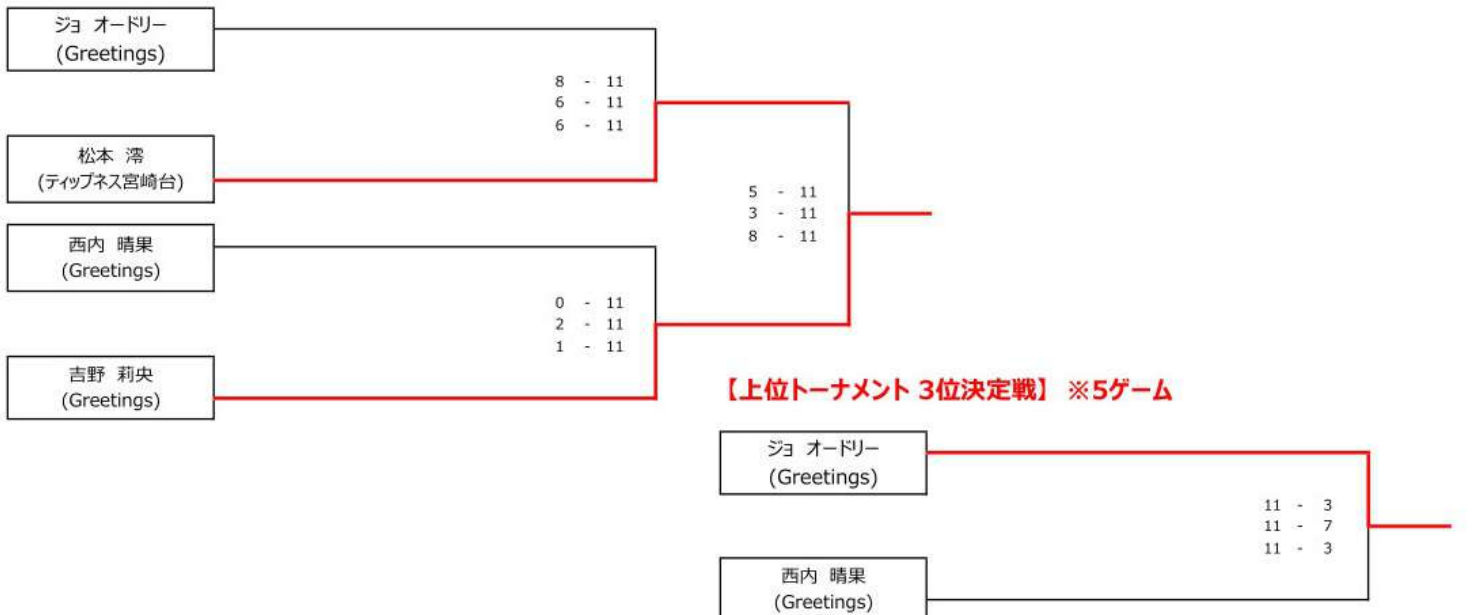 ジョ オードリー
(Greetings)
8 - 11
6 - 11
6 - 11
松本 澪
(ティップネス宮崎台)
5 - 11
3 - 11
8 - 11
西内 晴果
(Greetings)
0 - 11
2 - 11
1 - 11
吉野 莉央
(Greetings)
【上位トーナメント 3位決定戦】 ※5ゲーム
ジョ オードリー
(Greetings)
11 - 3
11 - 7
11 - 3
西内 晴果
(Greetings)